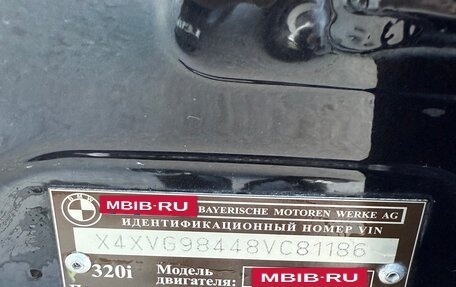 MBIB-RU BAYERISCHE MOTOREN WERKE AG
ИДЕНТИФИКАЦИОННЫЙ НОМЕР VIN
X4XVG98448VC81186
320i Модель
двигателя: MBIB-RU